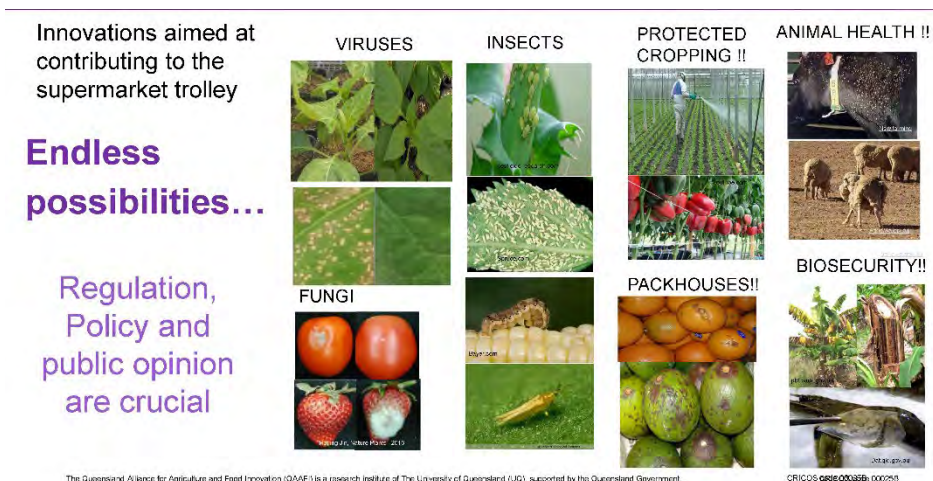 Innovations aimed at
contributing to the
supermarket trolley
Endless
possibilities…
Regulation,
Policy and
public opinion
are crucial
VIRUSES
FUNGI
INSECTS
PROTECTED
CROPPING !!
PACKHOUSES!!
ANIMAL HEALTH !!
BIOSECURITY!!
Bayer.com
The Queensland Alliance for Agriculture and Food Innovation (QAAFI) is a research institute of The University of Queensland (UQ), supported by the Queensland Government.